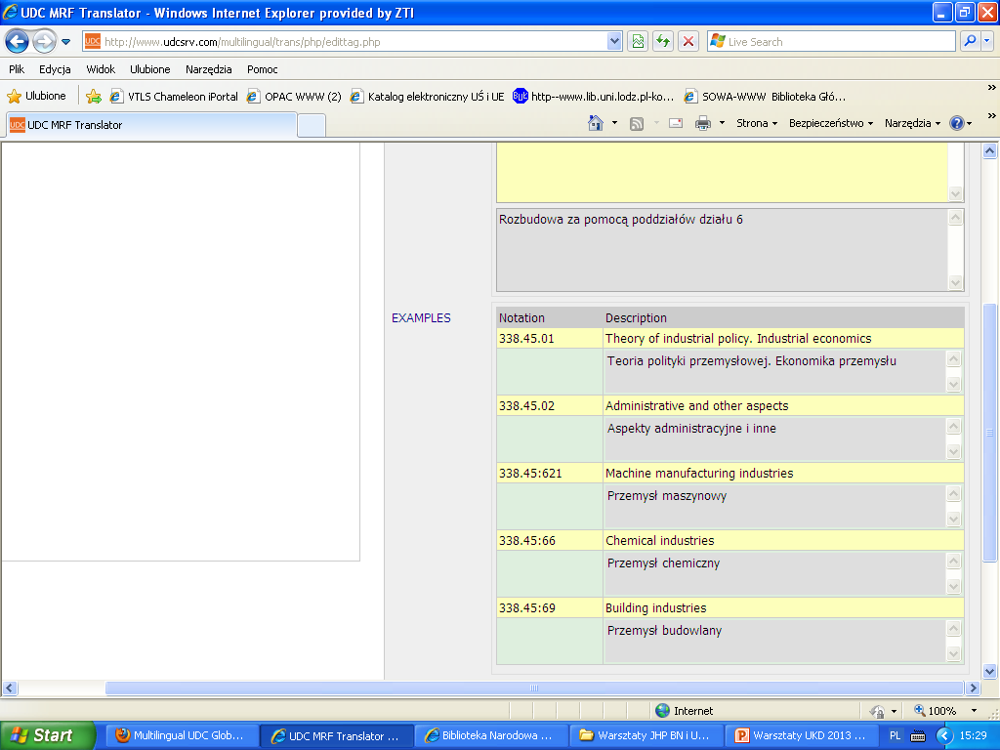 UDC MRF Translator - Windows Internet Explorer provided by ZTI
http://www.udcsrv.com/multilingual/trans/php/edittag.php
Live Search
Plik Edycja Widok Ulubione Narzędzia Pomoc
Ulubione VTLS Chameleon iPortal OPAC WWW (2) Katalog elektroniczny UŚ i UE http--www.lib.uni.lodz.pl-ko... SOWA-WWW Biblioteka Głó...
UDC MRF Translator Strona Bezpieczeństwo Narzędzia
Rozbudowa za pomocą poddziałów działu 6
EXAMPLES
Notation Description
338.45.01 Theory of industrial policy. Industrial economics
Teoria polityki przemysłowej. Ekonomika przemysłu
338.45.02 Administrative and other aspects
Aspekty administracyjne i inne
338.45:621 Machine manufacturing industries
Przemysł maszynowy
338.45:66 Chemical industries
Przemysł chemiczny
338.45:69 Building industries
Przemysł budowlany
Internet 100%
Start Multilingual UDC Glob... UDC MRF Translator ... Biblioteka Narodowa ... Warsztaty JHP BN i U... Warsztaty UKD 2013 ... PL 15:29